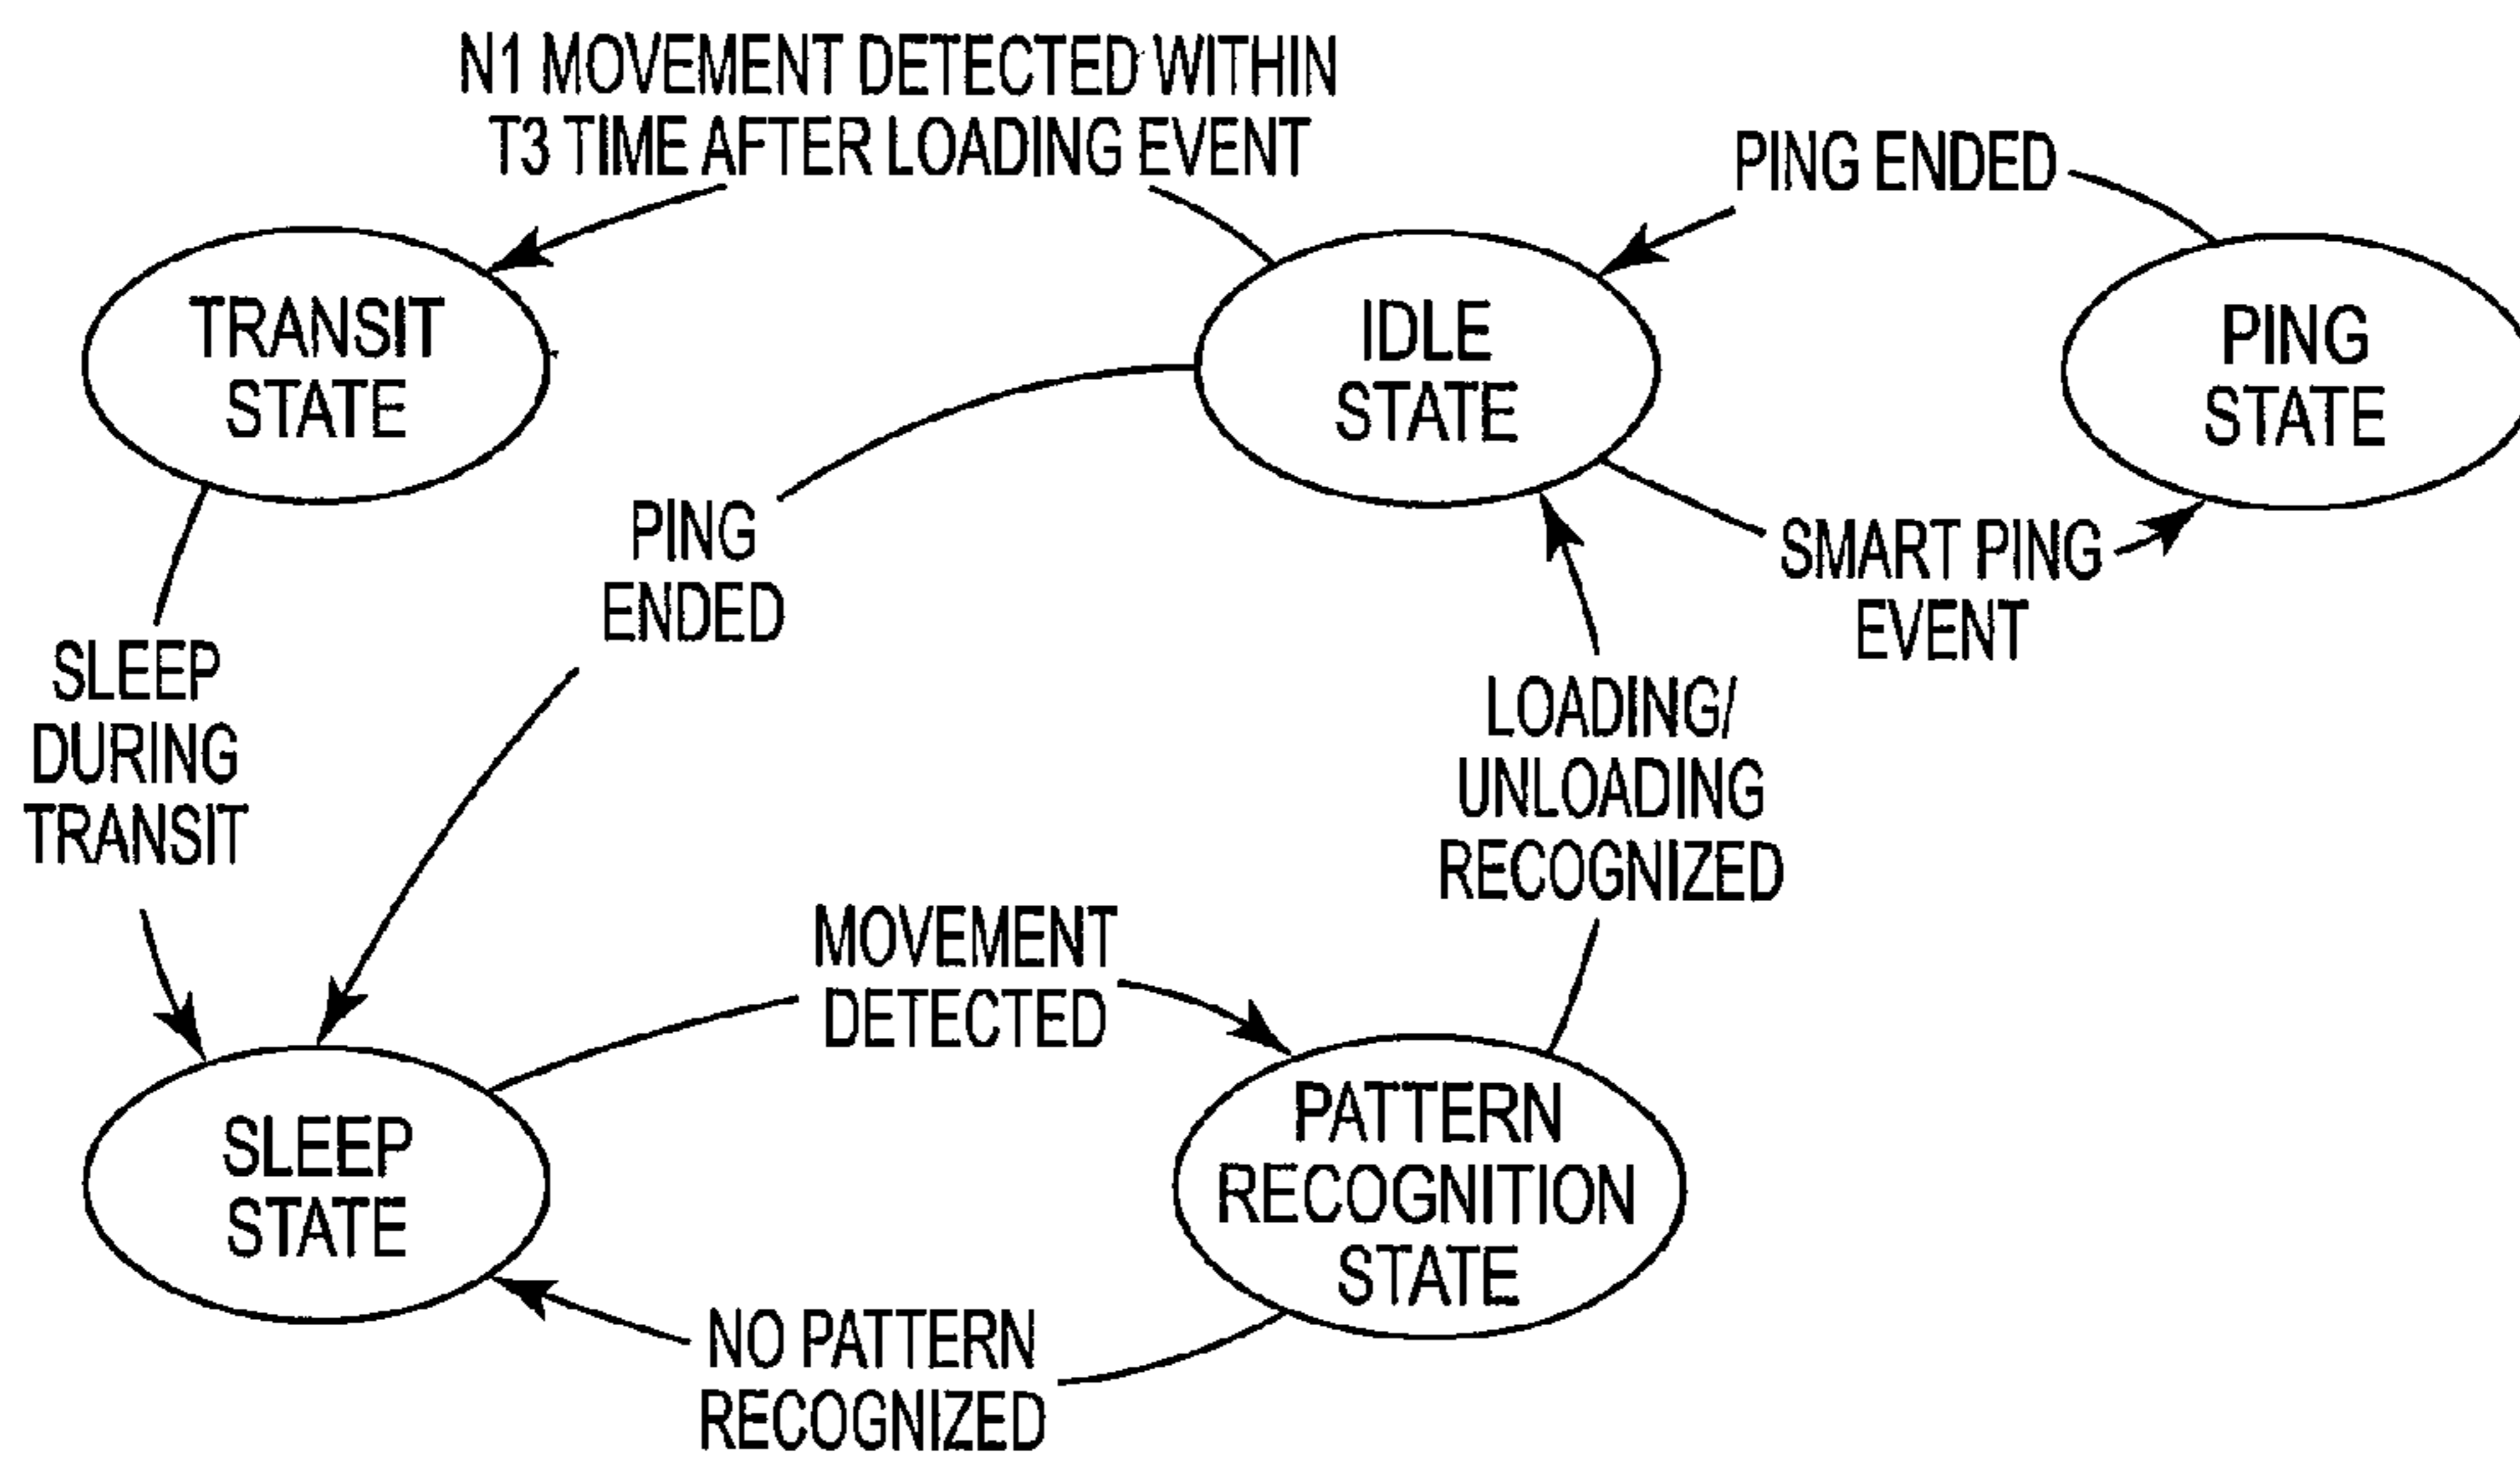 N1 MOVEMENT DETECTED WITHIN
T3 TIME AFTER LOADING EVENT
PING ENDED
TRANSIT
STATE
IDLE
STATE
PING
STATE
PING
ENDED
SMART PING
EVENT
SLEEP
DURING
TRANSIT
LOADING/
UNLOADING
RECOGNIZED
MOVEMENT
DETECTED
SLEEP
STATE
PATTERN
RECOGNITION
STATE
NO PATTERN
RECOGNIZED